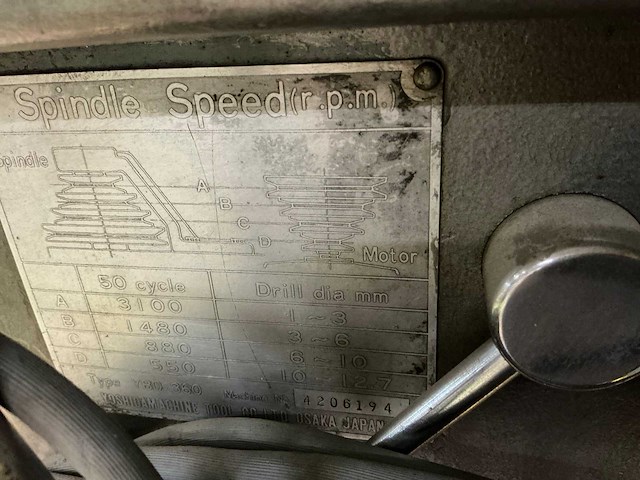 Spindle Speed (r.p.m.)
Spindle
A
B
C
D
Motor
50 cycle Drill dia mm
A 3100 1~3
B 1480 3~6
C 880 6~10
D 550 10~12.7
Type
4206194
OSAKA JAPAN